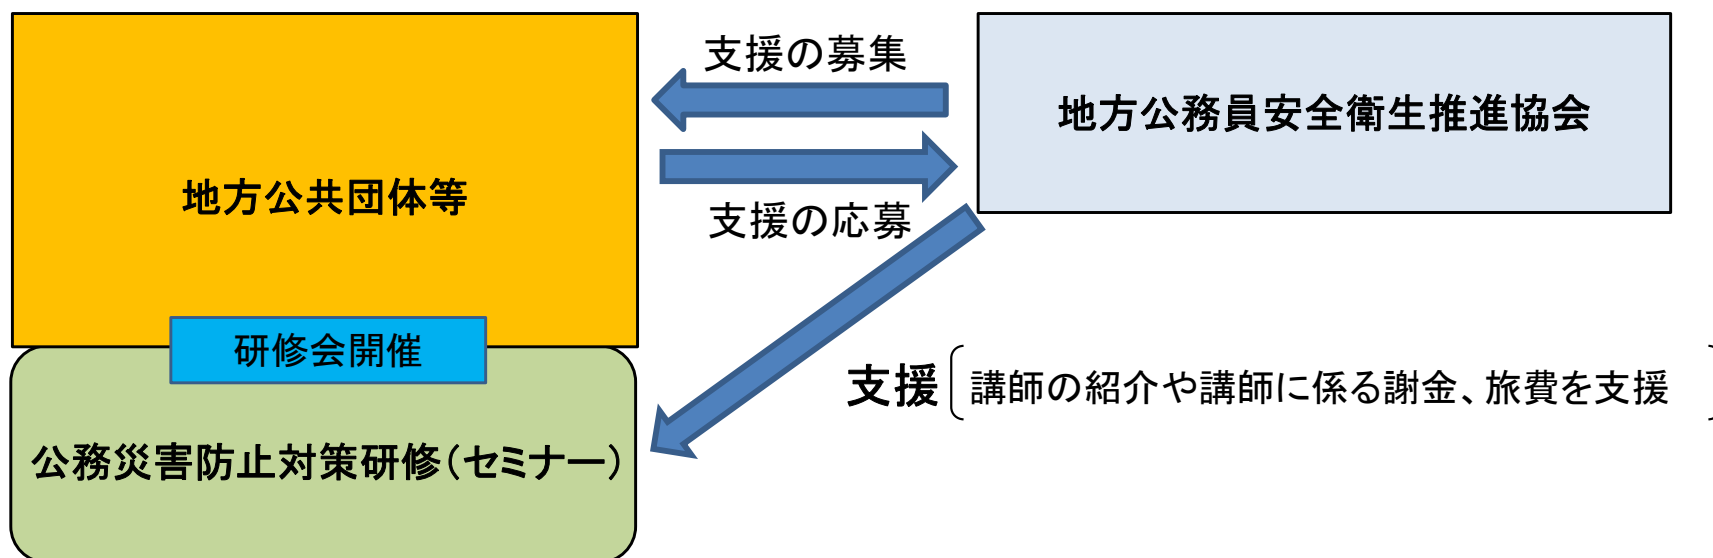 支援の募集
地方公務員安全衛生推進協会
地方公共団体等
支援の応募
研修会開催
支援 講師の紹介や講師に係る謝金、旅費を支援
公務災害防止対策研修(セミナー)